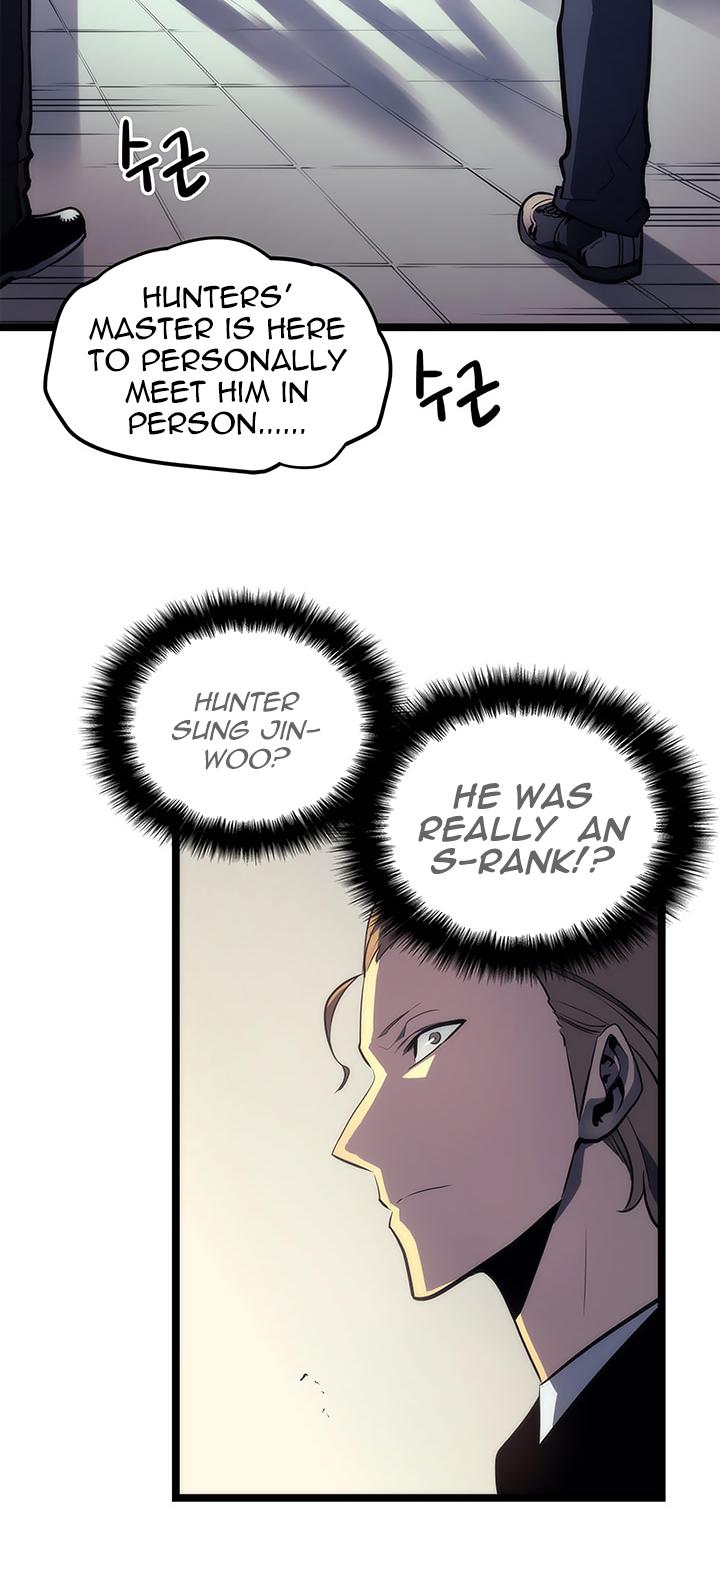 수군
HUNTERS'
MASTER IS HERE
TO PERSONALLY
MEET HIM IN
PERSON......
수군
HUNTER
SUNG JIN-
WOO?
HE WAS
REALLY AN
S-RANK!?